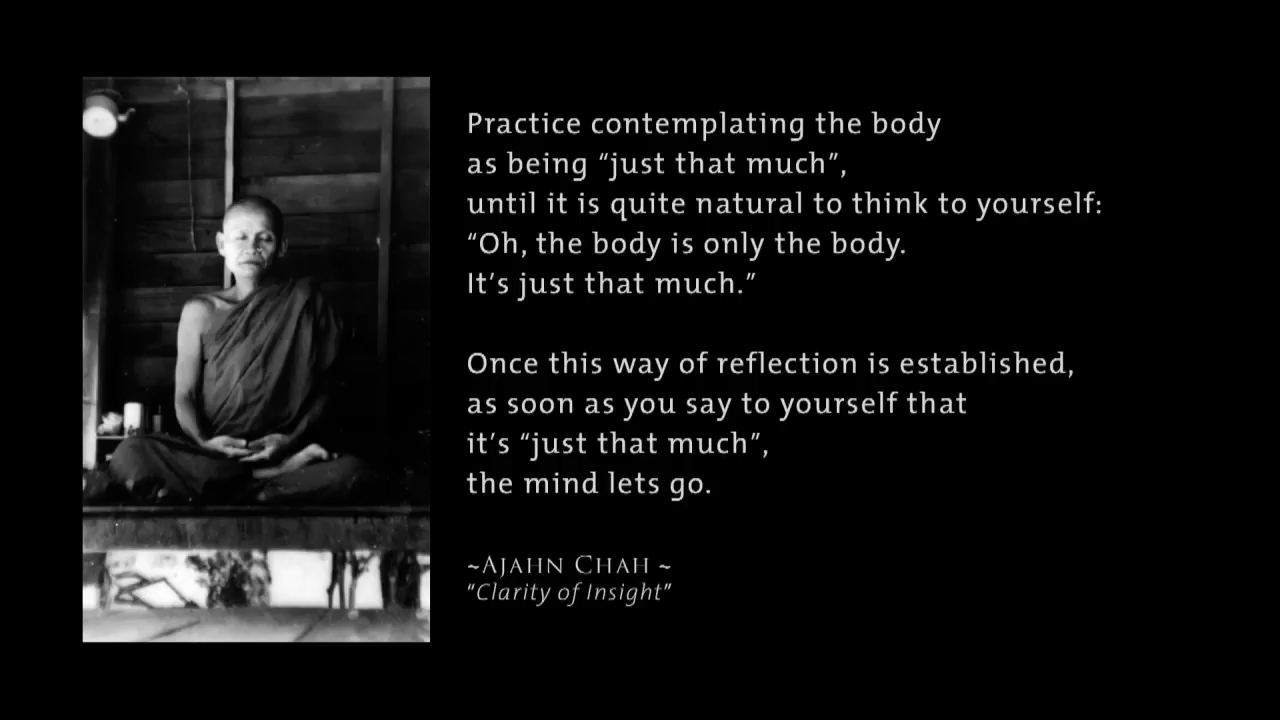 Practice contemplating the body
as being “just that much”,
until it is quite natural to think to yourself:
“Oh, the body is only the body.
It’s just that much.”
Once this way of reflection is established,
as soon as you say to yourself that
it’s “just that much”,
the mind lets go.
~AJAHN CHAH ~
“Clarity of Insight”